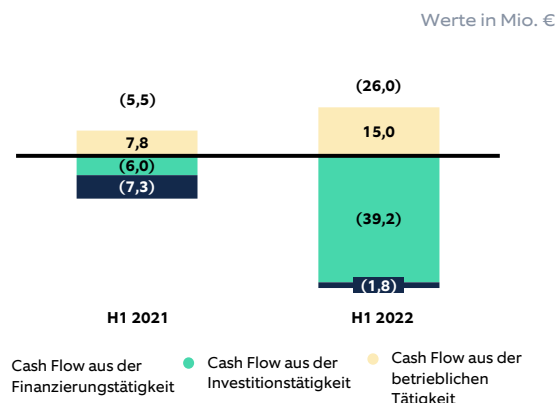 Werte in Mio. €
(5,5)
(26,0)
7,8
15,0
(6,0)
(7,3)
(39,2)
(1,8)
H1 2021
H1 2022
Cash Flow aus der
Finanzierungstätigkeit
Cash Flow aus der
Investitionstätigkeit
Cash Flow aus der
betrieblichen
Tätigkeit